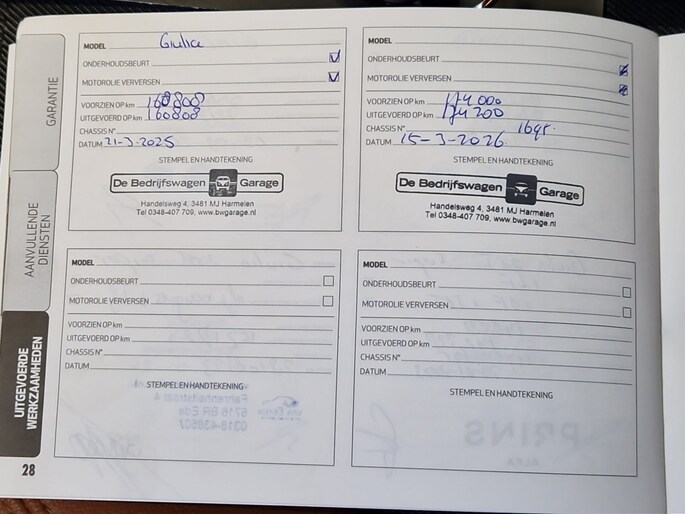 GARANTIE
AANVULLENDE
DIENSTEN
UITGEVOERDE
WERKZAAMHEDEN
28
MODEL Giulia
ONDERHOUDSBEURT
MOTOROLIE VERVERSEN
VOORZIEN OP km 160808
UITGEVOERD OP km 160808
CHASSIS N°
DATUM 21-3-2025
STEMPEL EN HANDTEKENING
De Bedrijfswagen Garage
Handelsweg 4, 3481 MJ Harmelen
Tel 0348-407 709, www.bwgarage.nl
MODEL
ONDERHOUDSBEURT
MOTOROLIE VERVERSEN
VOORZIEN OP km 174000
UITGEVOERD OP km 174200
CHASSIS N° 1695.
DATUM 15-3-2026
STEMPEL EN HANDTEKENING
De Bedrijfswagen Garage
Handelsweg 4, 3481 MJ Harmelen
Tel 0348-407 709, www.bwgarage.nl
MODEL
ONDERHOUDSBEURT
MOTOROLIE VERVERSEN
VOORZIEN OP km
UITGEVOERD OP km
CHASSIS N°
DATUM
STEMPEL EN HANDTEKENING
MODEL
ONDERHOUDSBEURT
MOTOROLIE VERVERSEN
VOORZIEN OP km
UITGEVOERD OP km
CHASSIS N°
DATUM
STEMPEL EN HANDTEKENING
PRINS